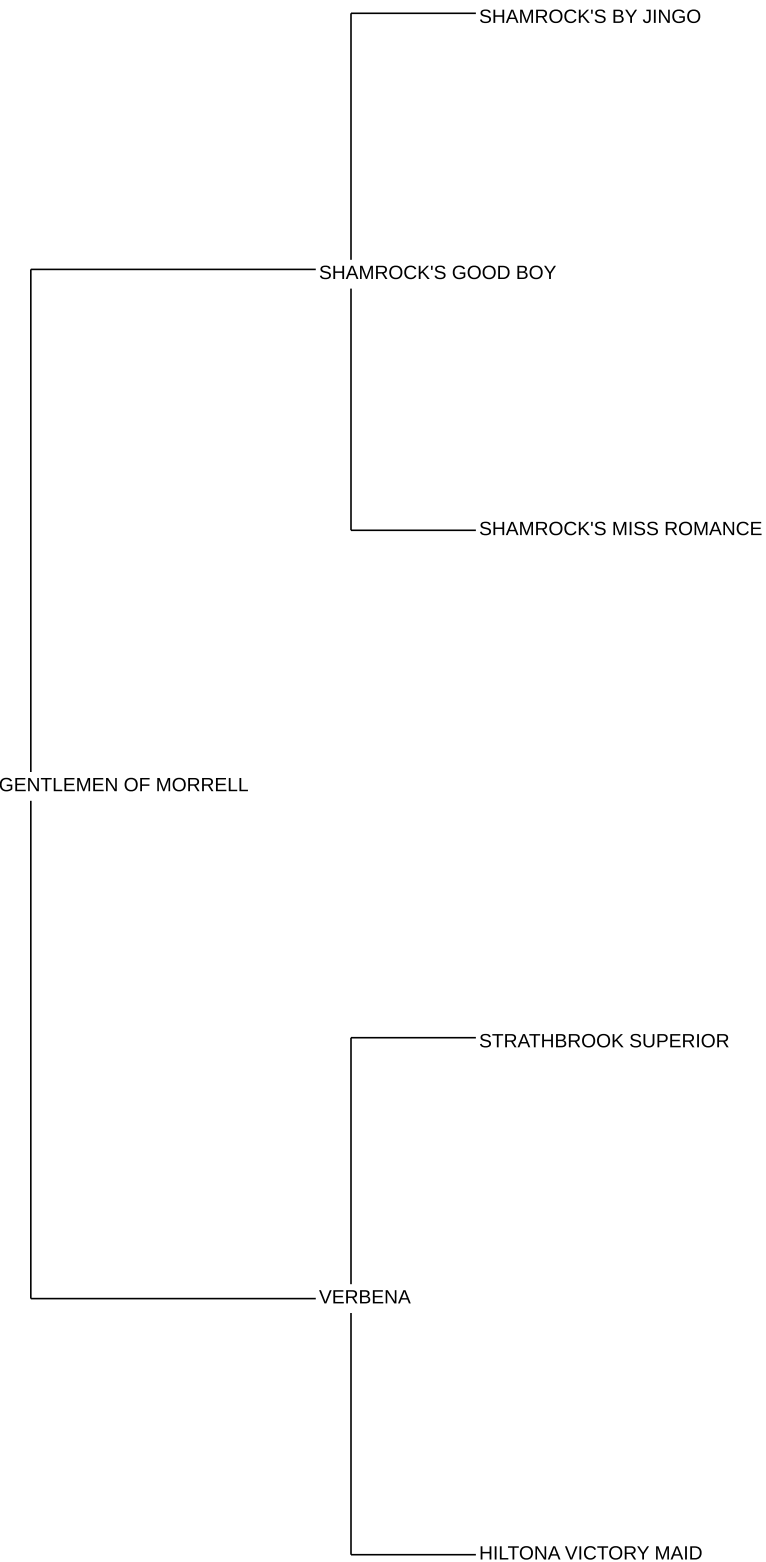 SHAMROCK'S BY JINGO
SHAMROCK'S GOOD BOY
SHAMROCK'S MISS ROMANCE
GENTLEMEN OF MORRELL
STRATHBROOK SUPERIOR
VERBENA
HILTONA VICTORY MAID